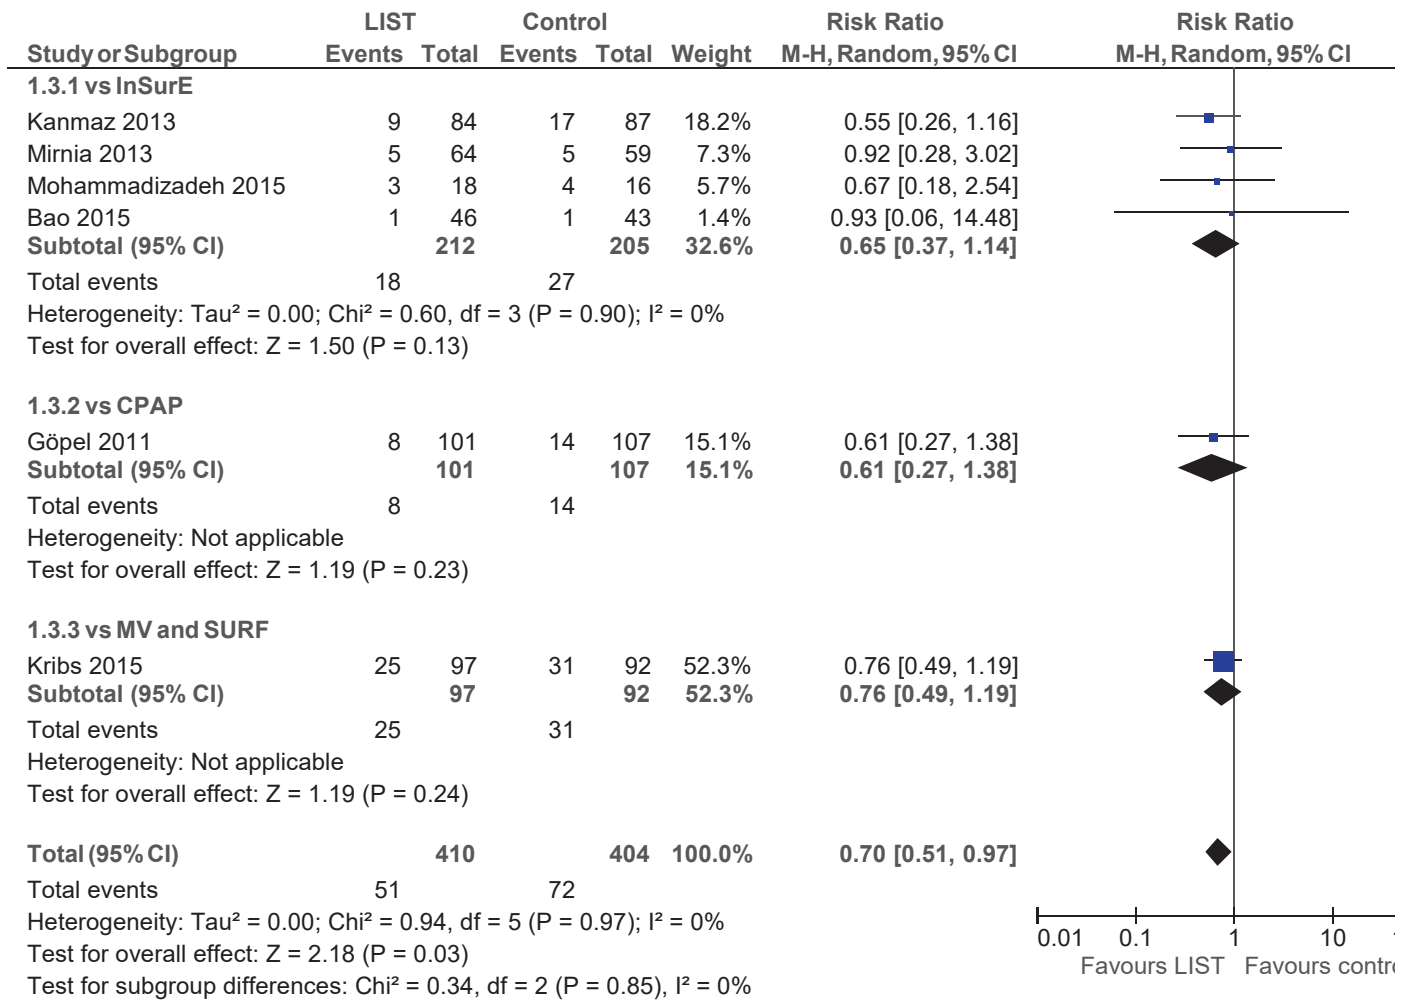 LIST Control Risk Ratio Risk Ratio
Study or Subgroup Events Total Events Total Weight M-H, Random, 95% CI M-H, Random, 95% CI
1.3.1 vs InSurE
Kanmaz 2013 9 84 17 87 18.2% 0.55 [0.26, 1.16]
Mirnia 2013 5 64 5 59 7.3% 0.92 [0.28, 3.02]
Mohammadizadeh 2015 3 18 4 16 5.7% 0.67 [0.18, 2.54]
Bao 2015 1 46 1 43 1.4% 0.93 [0.06, 14.48]
Subtotal (95% CI) 212 205 32.6% 0.65 [0.37, 1.14]
Total events 18 27
Heterogeneity: Tau² = 0.00; Chi² = 0.60, df = 3 (P = 0.90); I² = 0%
Test for overall effect: Z = 1.50 (P = 0.13)
1.3.2 vs CPAP
Göpel 2011 8 101 14 107 15.1% 0.61 [0.27, 1.38]
Subtotal (95% CI) 101 107 15.1% 0.61 [0.27, 1.38]
Total events 8 14
Heterogeneity: Not applicable
Test for overall effect: Z = 1.19 (P = 0.23)
1.3.3 vs MV and SURF
Kribs 2015 25 97 31 92 52.3% 0.76 [0.49, 1.19]
Subtotal (95% CI) 97 92 52.3% 0.76 [0.49, 1.19]
Total events 25 31
Heterogeneity: Not applicable
Test for overall effect: Z = 1.19 (P = 0.24)
Total (95% CI) 410 404 100.0% 0.70 [0.51, 0.97]
Total events 51 72
Heterogeneity: Tau² = 0.00; Chi² = 0.94, df = 5 (P = 0.97); I² = 0%
Test for overall effect: Z = 2.18 (P = 0.03)
Test for subgroup differences: Chi² = 0.34, df = 2 (P = 0.85), I² = 0%
0.01 0.1 1 10
Favours LIST Favours contr